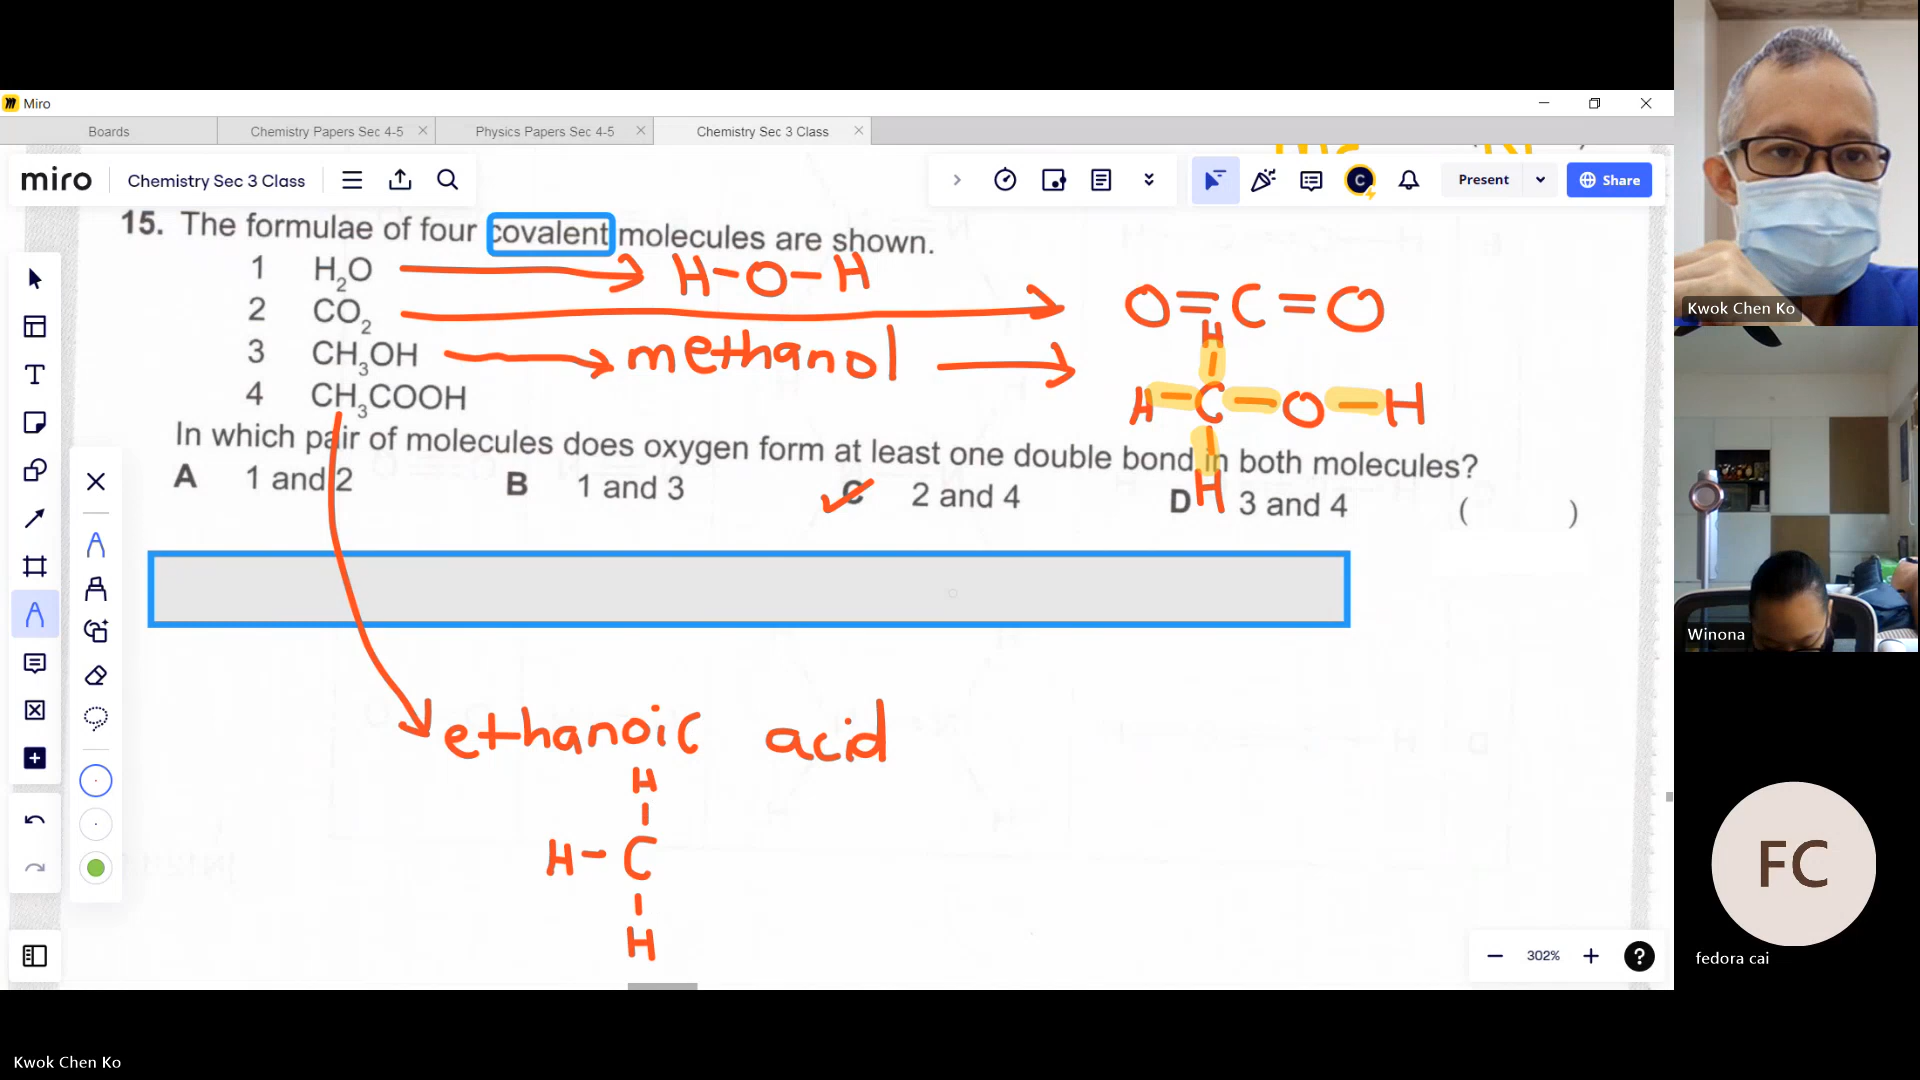 Miro
Boards
Chemistry Papers Sec 4-5
Physics Papers Sec 4-5
Chemistry Sec 3 Class
miro
Chemistry Sec 3 Class
C
Present
Share
15. The formulae of four covalent molecules are shown.
1 H₂O H-O-H
2 CO₂ O=C=O
3 CH₃OH methanol
H
H-C-O-H
H
4 CH₃COOH
In which pair of molecules does oxygen form at least one double bond in both molecules?
A 1 and 2 B 1 and 3 C 2 and 4 D 3 and 4 ( )
ethanoic acid
H
H-C
H
302%
?
Kwok Chen Ko
Winona
FC
fedora cai
Kwok Chen Ko